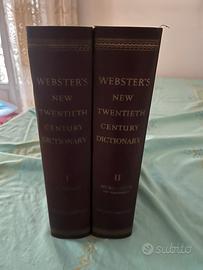 WEBSTER'S
NEW
TWENTIETH
CENTURY
DICTIONARY
I
WEBSTER'S
NEW
TWENTIETH
CENTURY
DICTIONARY
II
subito